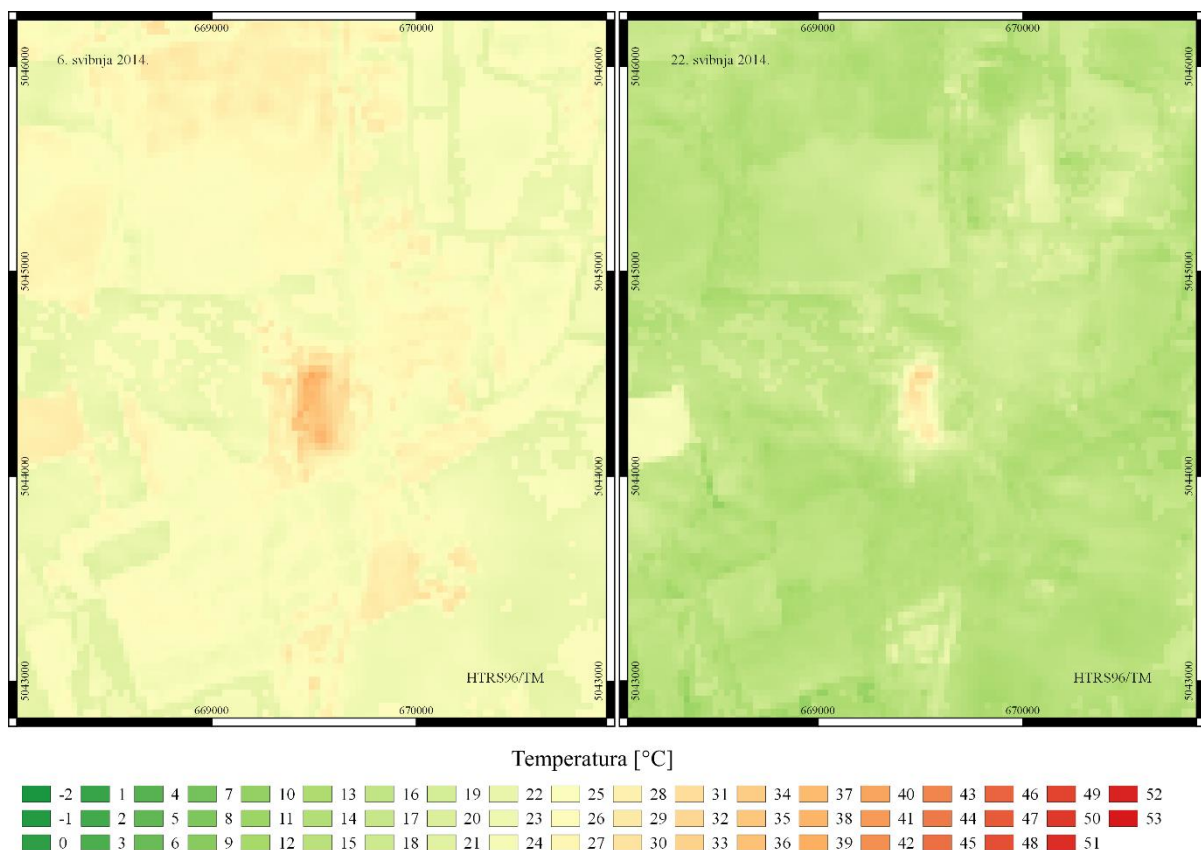 669000 670000 669000 670000
6. svibnja 2014. 22. svibnja 2014.
5046000 5046000 5046000 5046000
5045000 5045000 5045000 5045000
5044000 5044000 5044000 5044000
5043000 5043000 5043000 5043000
HTRS96/TM HTRS96/TM
669000 670000 669000 670000
Temperatura [°C]
-2 1 4 7 10 13 16 19 22 25 28 31 34 37 40 43 46 49 52
-1 2 5 8 11 14 17 20 23 26 29 32 35 38 41 44 47 50 53
0 3 6 9 12 15 18 21 24 27 30 33 36 39 42 45 48 51